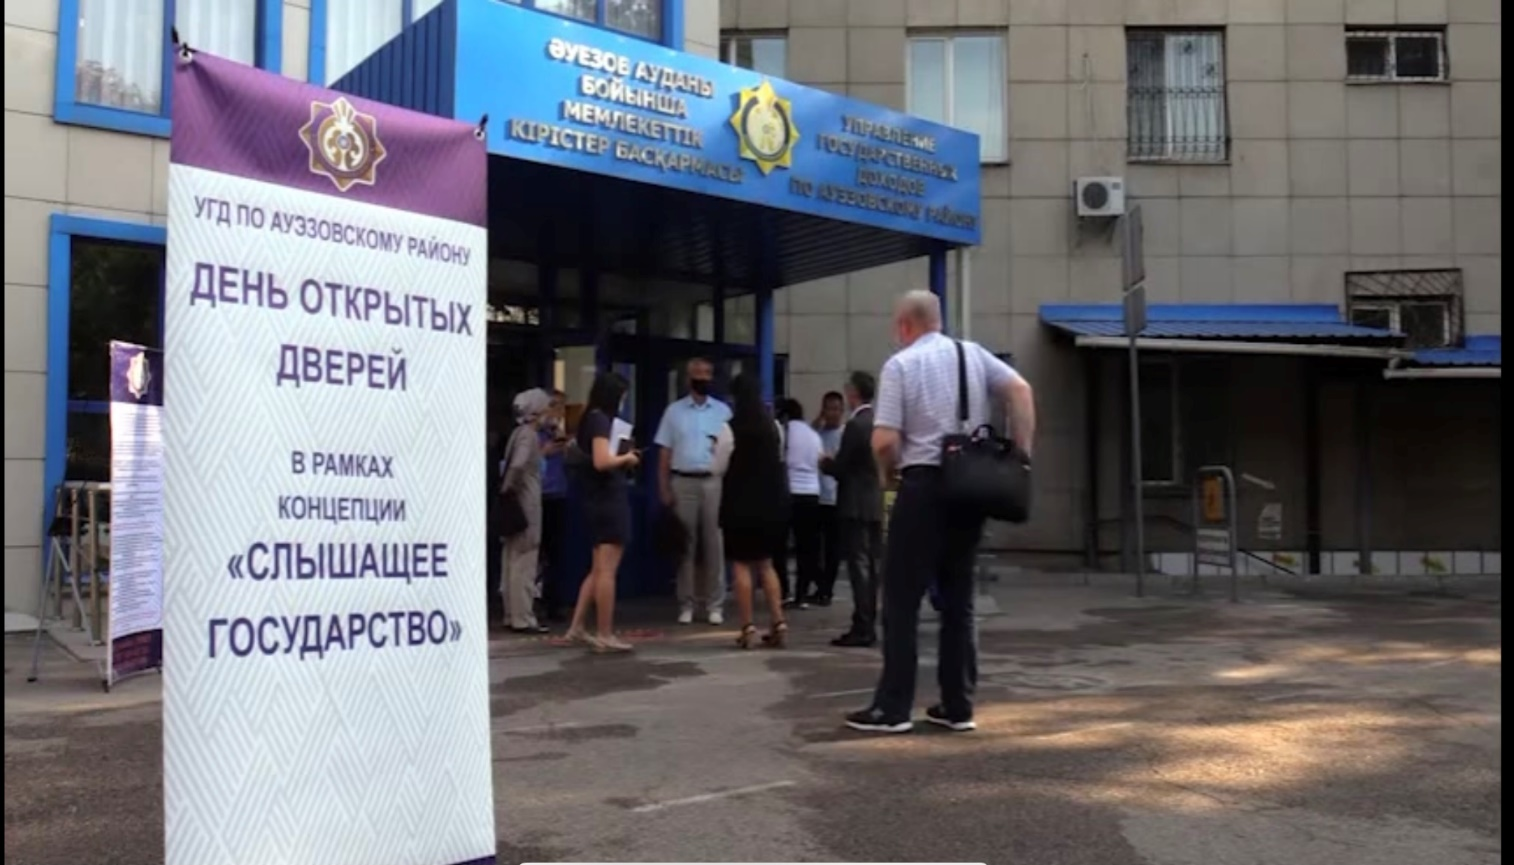 УГД ПО АУЭЗОВСКОМУ РАЙОНУ
ДЕНЬ ОТКРЫТЫХ
ДВЕРЕЙ
В РАМКАХ
КОНЦЕПЦИИ
«СЛЫШАЩЕЕ
ГОСУДАРСТВО»
ӘУЕЗОВ АУДАНЫ
БОЙЫНША
МЕМЛЕКЕТТІК
КІРІСТЕР БАСҚАРМАСЫ
УПРАВЛЕНИЕ
ГОСУДАРСТВЕННЫХ
ДОХОДОВ
ПО АУЭЗОВСКОМУ РАЙОНУ